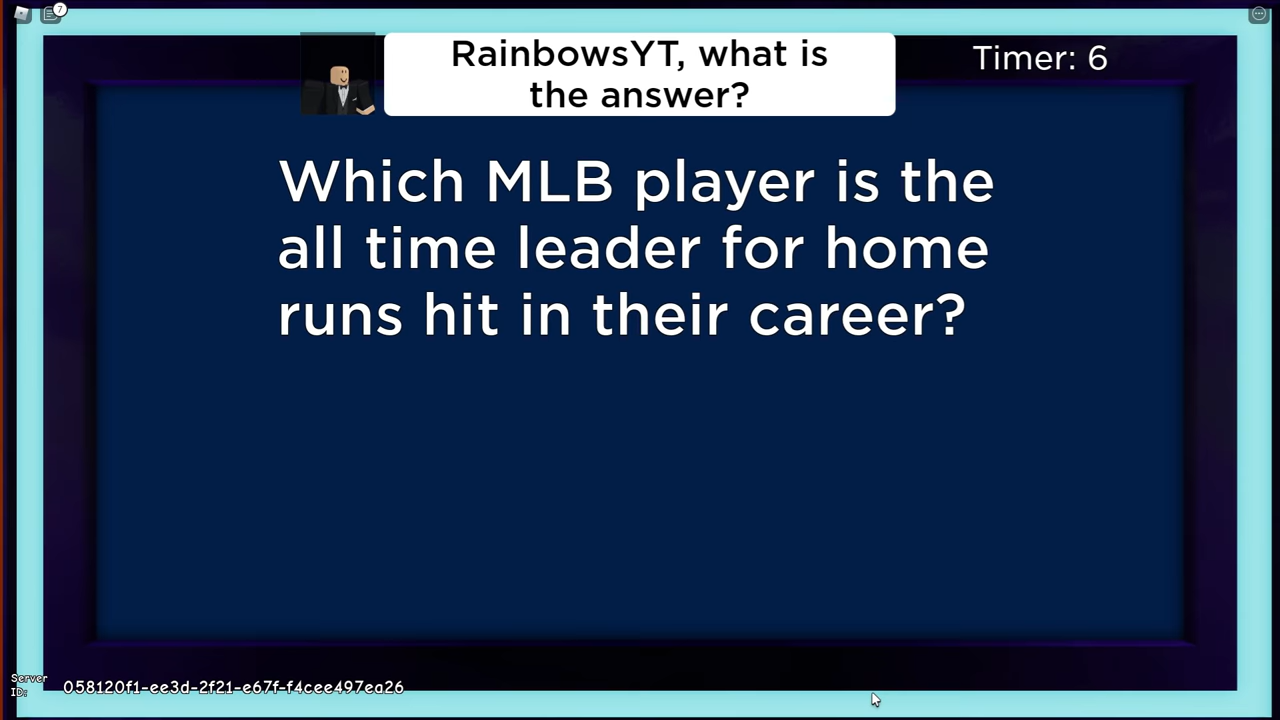 7
RainbowsYT, what is
the answer?
Timer: 6
Which MLB player is the
all time leader for home
runs hit in their career?
Server
ID:
058120f1-ee3d-2f21-e67f-f4cee497ea26